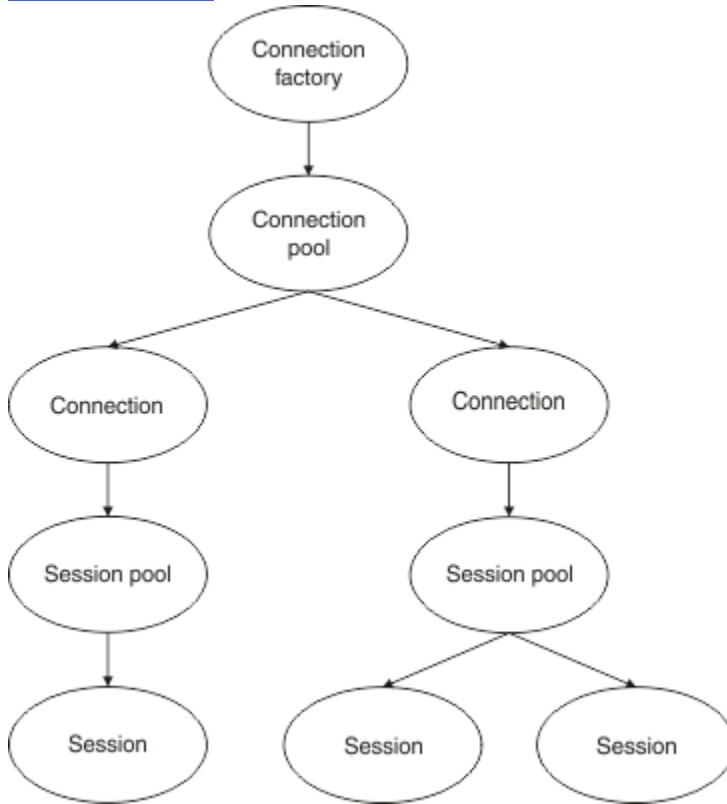 Connection
factory
Connection
pool
Connection
Connection
Session pool
Session pool
Session
Session
Session